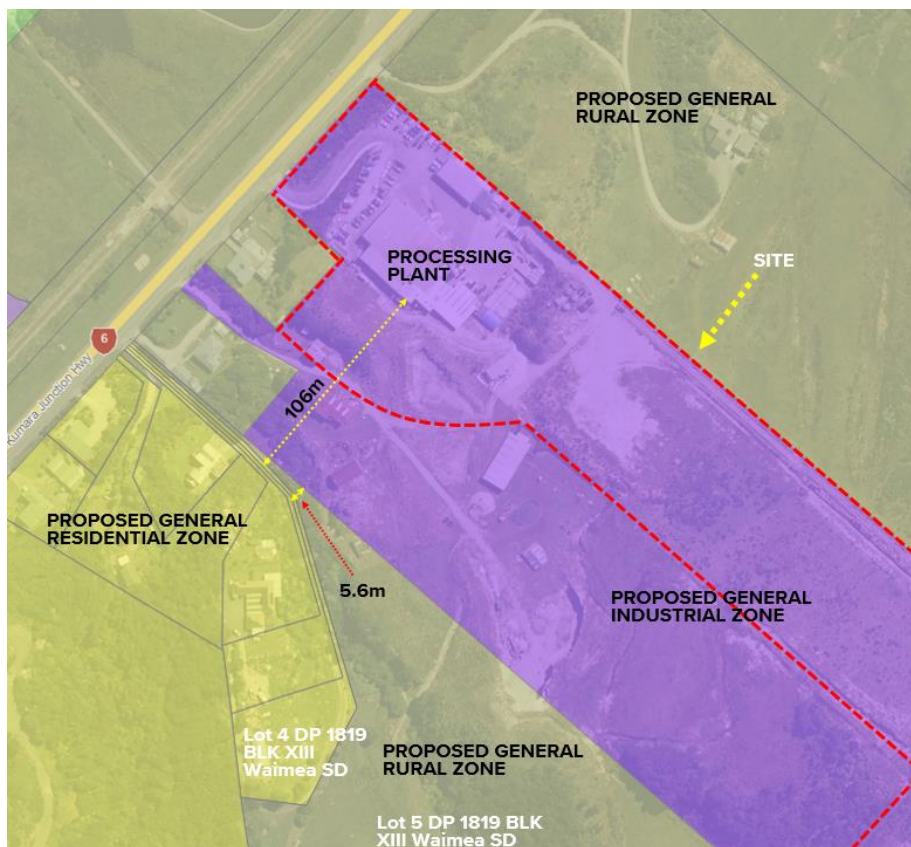 PROPOSED GENERAL
RURAL ZONE
PROCESSING
PLANT
SITE
6
Kumara Junction Hwy
106m
PROPOSED GENERAL
RESIDENTIAL ZONE
5.6m
PROPOSED GENERAL
INDUSTRIAL ZONE
Lot 4 DP 1819
BLK XIII
Waimea SD
PROPOSED GENERAL
RURAL ZONE
Lot 5 DP 1819 BLK
XIII Waimea SD